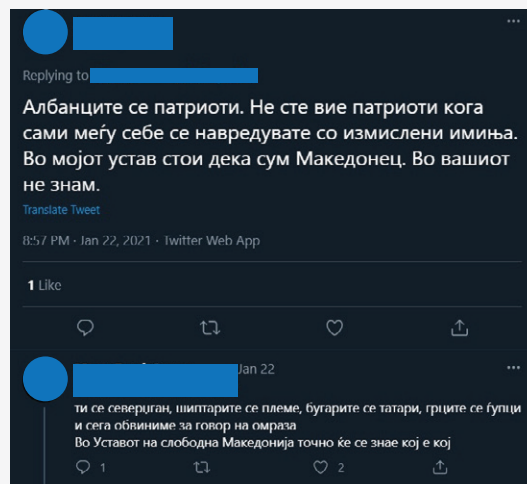 Replying to
Албанците се патриоти. Не сте вие патриоти кога
сами меѓу себе се навредувате со измислени имиња.
Во мојот устав стои дека сум Македонец. Во вашиот
не знам.
Translate Tweet
8:57 PM · Jan 22, 2021 · Twitter Web App
1 Like
Jan 22
ти се северџган, шиптарите се племе, бугарите се татари, грците се ѓупци
и сега обвиниме за говор на омраза
Во Уставот на слободна Македонија точно ќе се знае кој е кој
1 2